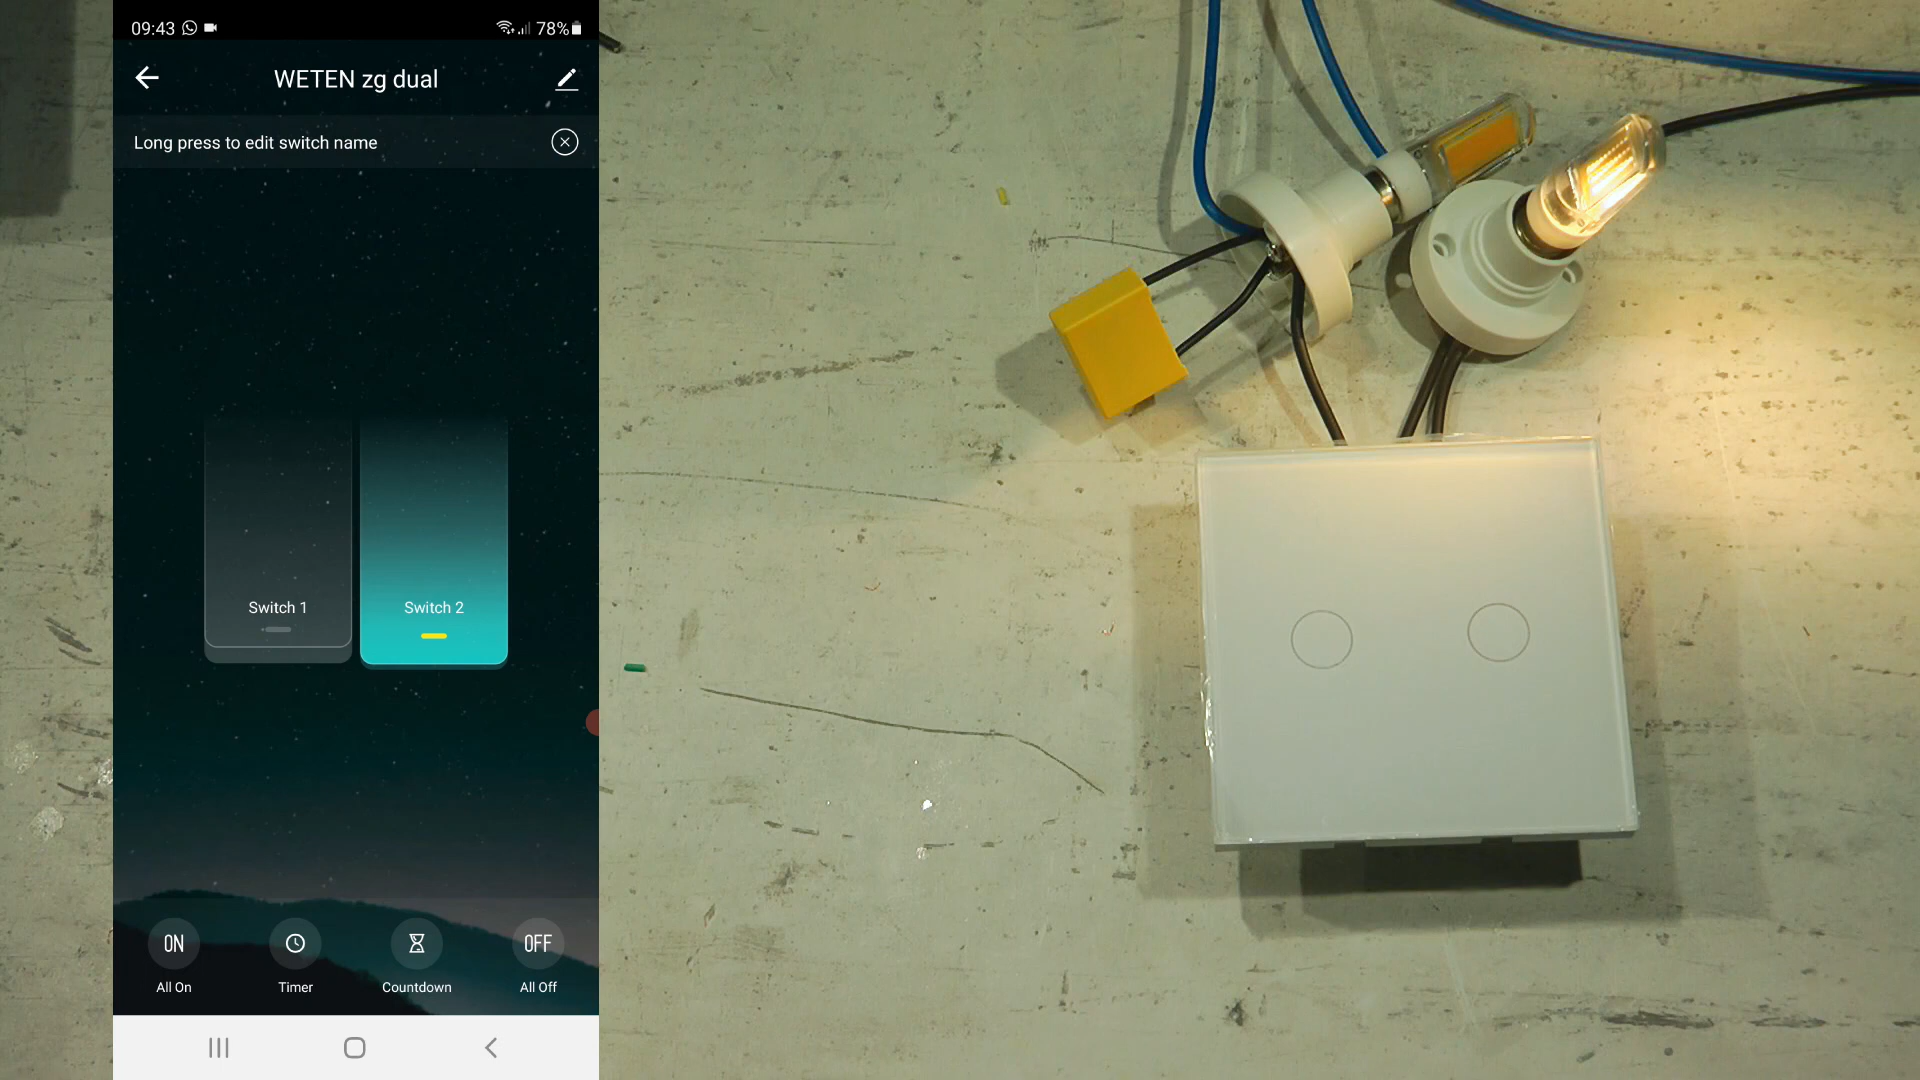 09:43
78%
WETEN zg dual
Long press to edit switch name
Switch 1
Switch 2
ON
OFF
All On
Timer
Countdown
All Off